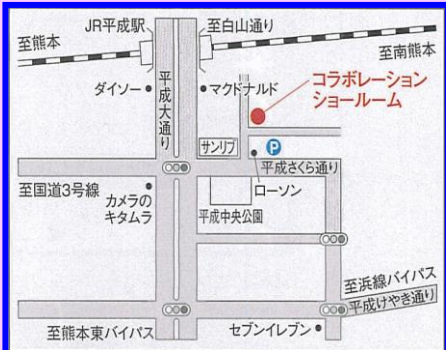 JR平成駅
至白山通り
至熊本
至南熊本
コラボレーション
ショールーム
ダイソー
マクドナルド
平成大通り
サンリブ
P
平成さくら通り
至国道3号線
カメラの
キタムラ
ローソン
平成中央公園
至浜線バイパス
平成けやき通り
至熊本東バイパス
セブンイレブン